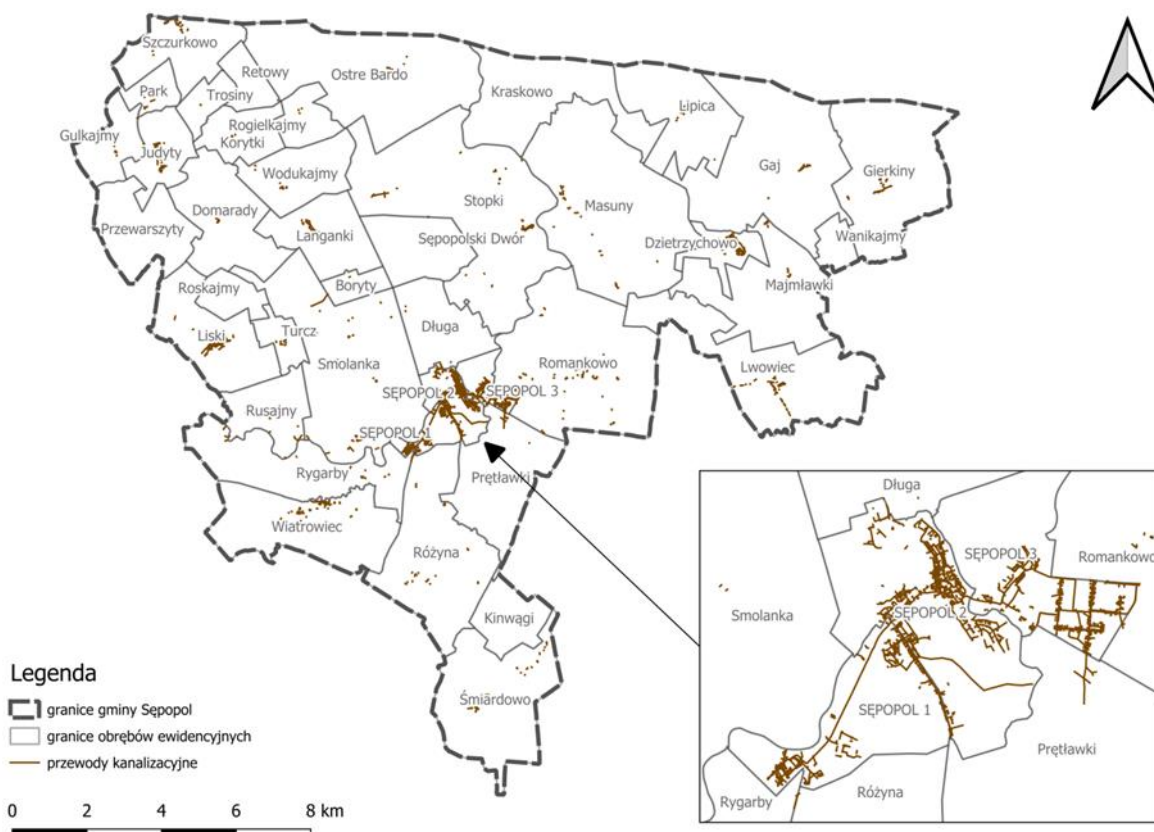 Szczurkowo
Retowy
Ostre Bardo
Park
Trosiny
Kraskowo
Lipica
Rogielkajmy
Gulkajmy
Korytki
Judyty
Wodukajmy
Gaj
Gierkiny
Stopki
Masuny
Domarady
Przewarszyty
Langanki
Sępopolski Dwór
Dzietrzychowo
Wanikajmy
Roskajmy
Boryty
Majmławki
Liski
Turcz
Długa
Smolanka
Romankowo
Lwowiec
SĘPOPOL 2
SĘPOPOL 3
Rusajny
SĘPOPOL 1
Rygarby
Prętławki
Wiatrowiec
Różyna
Kinwągi
Śmiardowo
Długa
SĘPOPOL 3
Romankowo
Smolanka
SĘPOPOL 2
SĘPOPOL 1
Prętławki
Rygarby
Różyna
Legenda
granice gminy Sępopol
granice obrębów ewidencyjnych
przewody kanalizacyjne
0 2 4 6 8 km